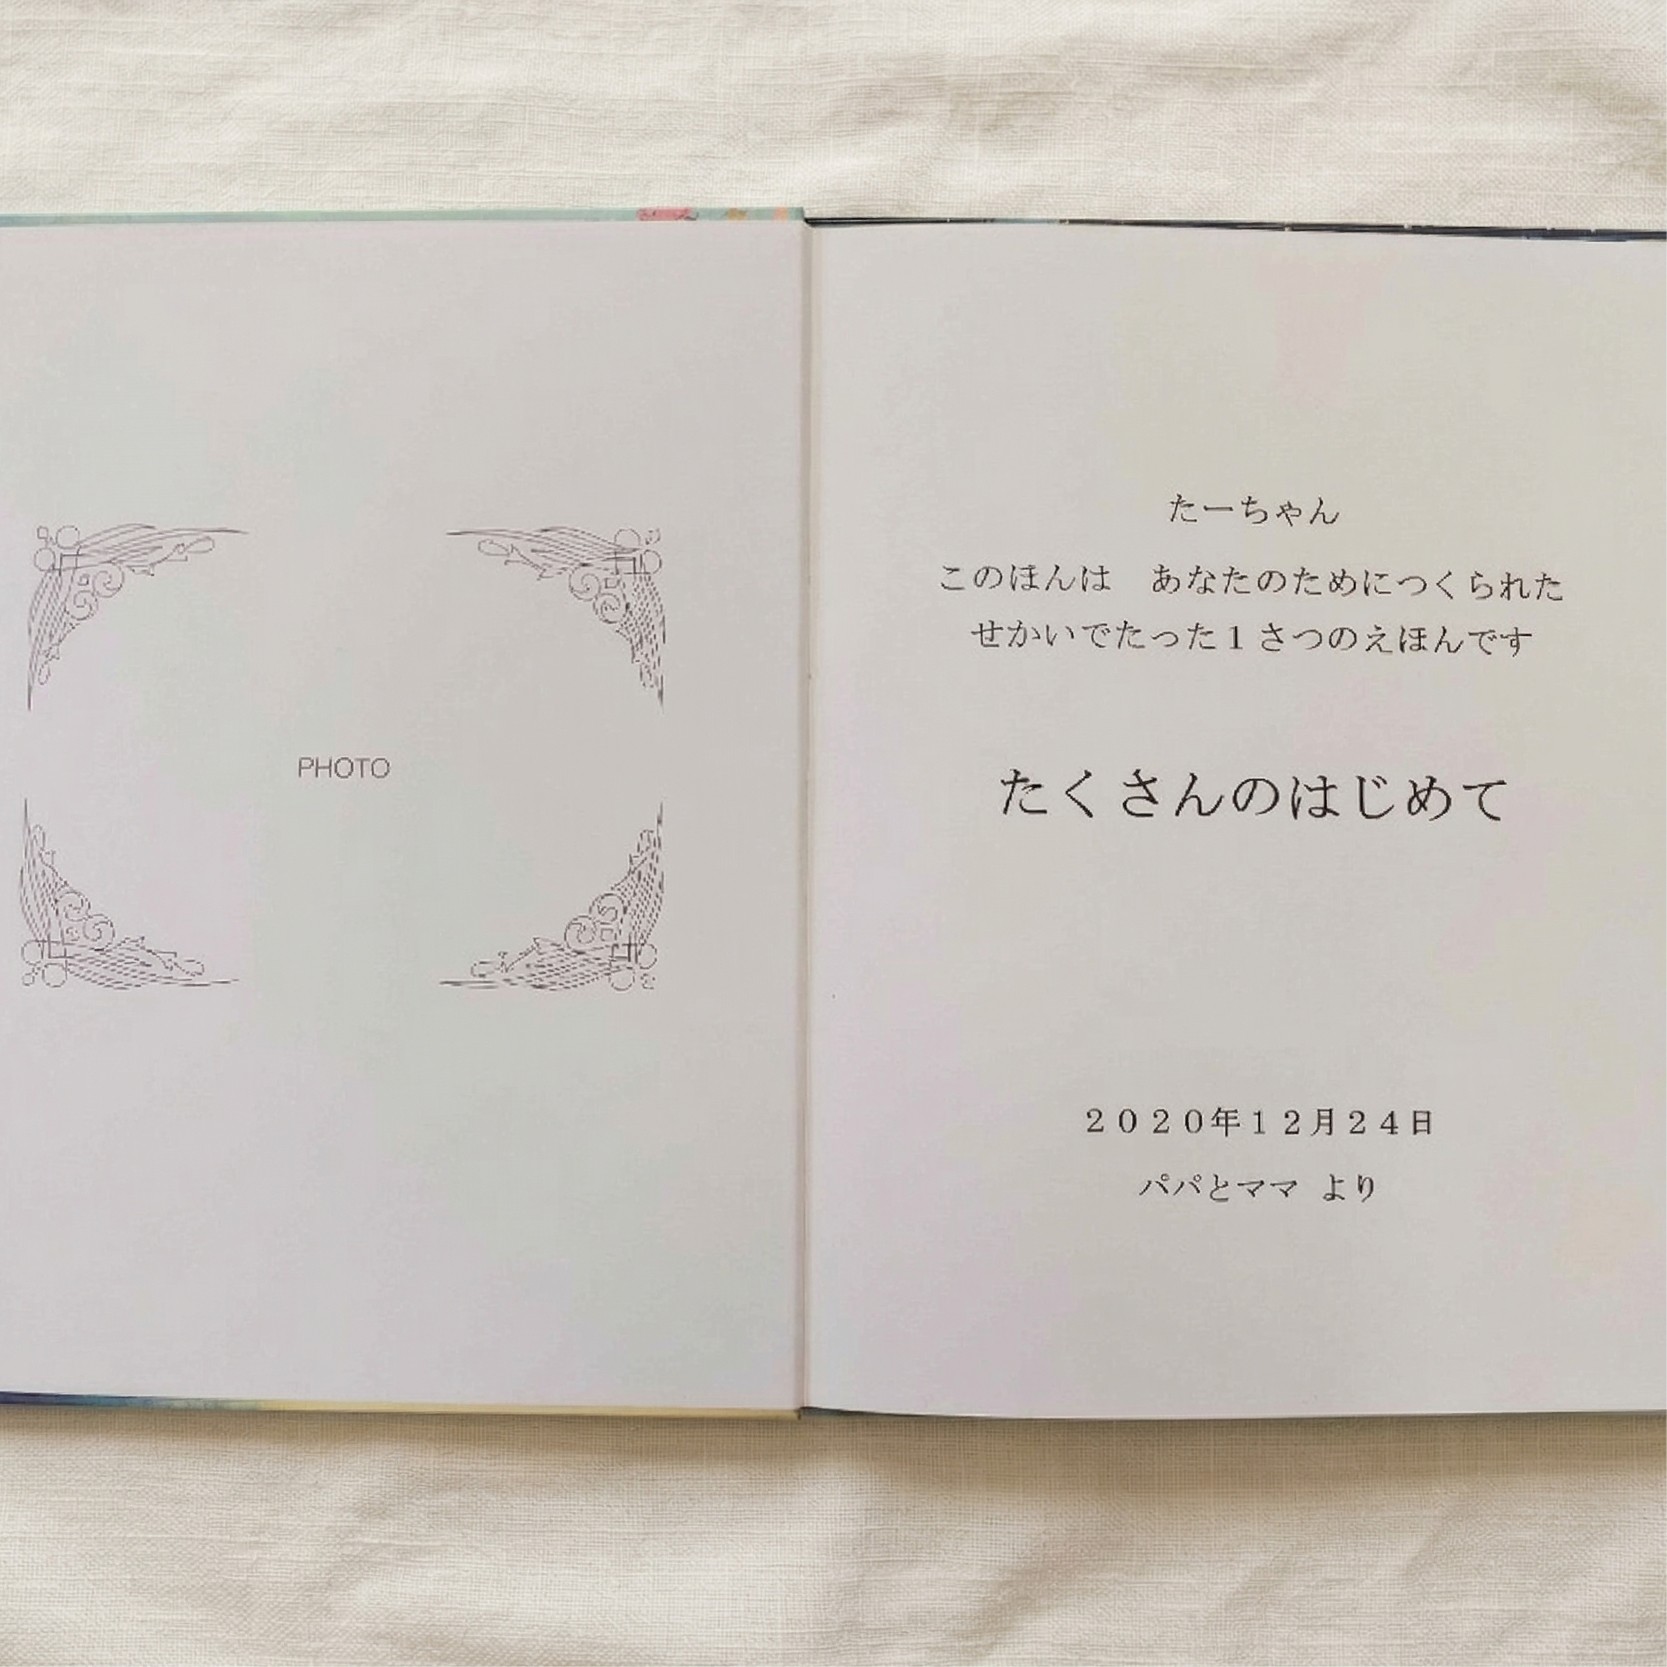 PHOTO
たーちゃん
このほんは　あなたのためにつくられた
せかいでたった１さつのえほんです
たくさんのはじめて
２０２０年１２月２４日
パパとママ より